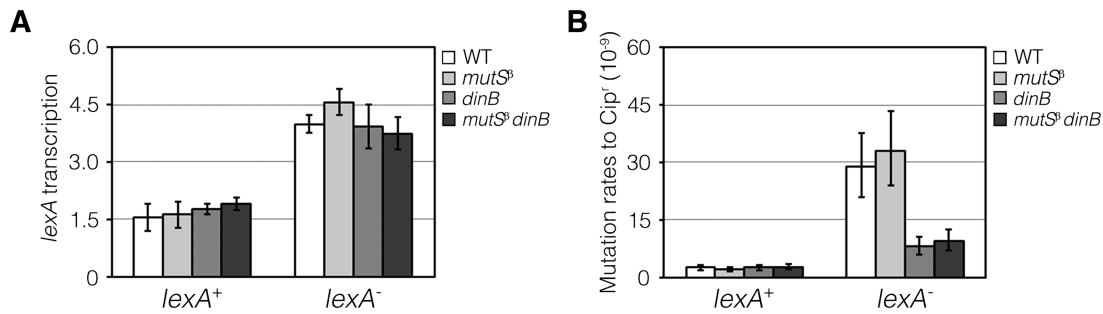 A
lexA transcription
6.0
4.5
3.0
1.5
0
lexA⁺
lexA⁻
WT
mutSᵝ
dinB
mutSᵝ dinB
B
Mutation rates to Cipʳ (10⁻⁹)
60
45
30
15
0
lexA⁺
lexA⁻
WT
mutSᵝ
dinB
mutSᵝ dinB